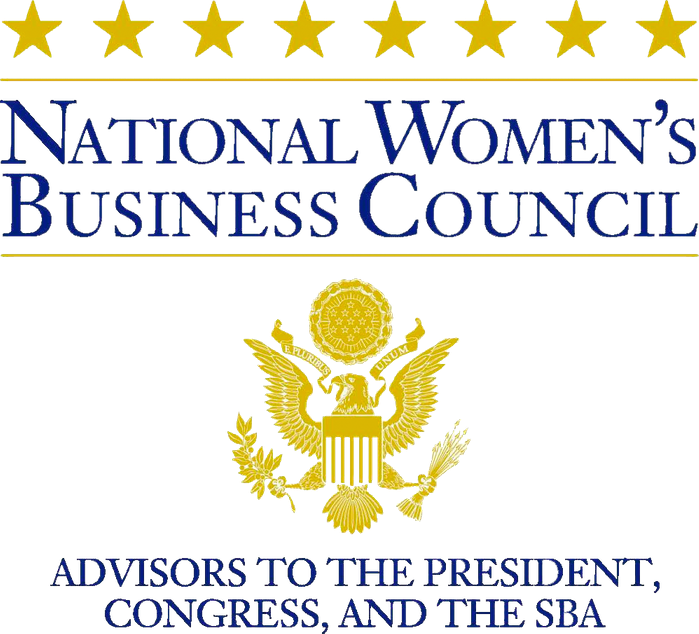 NATIONAL WOMEN'S
BUSINESS COUNCIL
E PLURIBUS UNUM
ADVISORS TO THE PRESIDENT,
CONGRESS, AND THE SBA